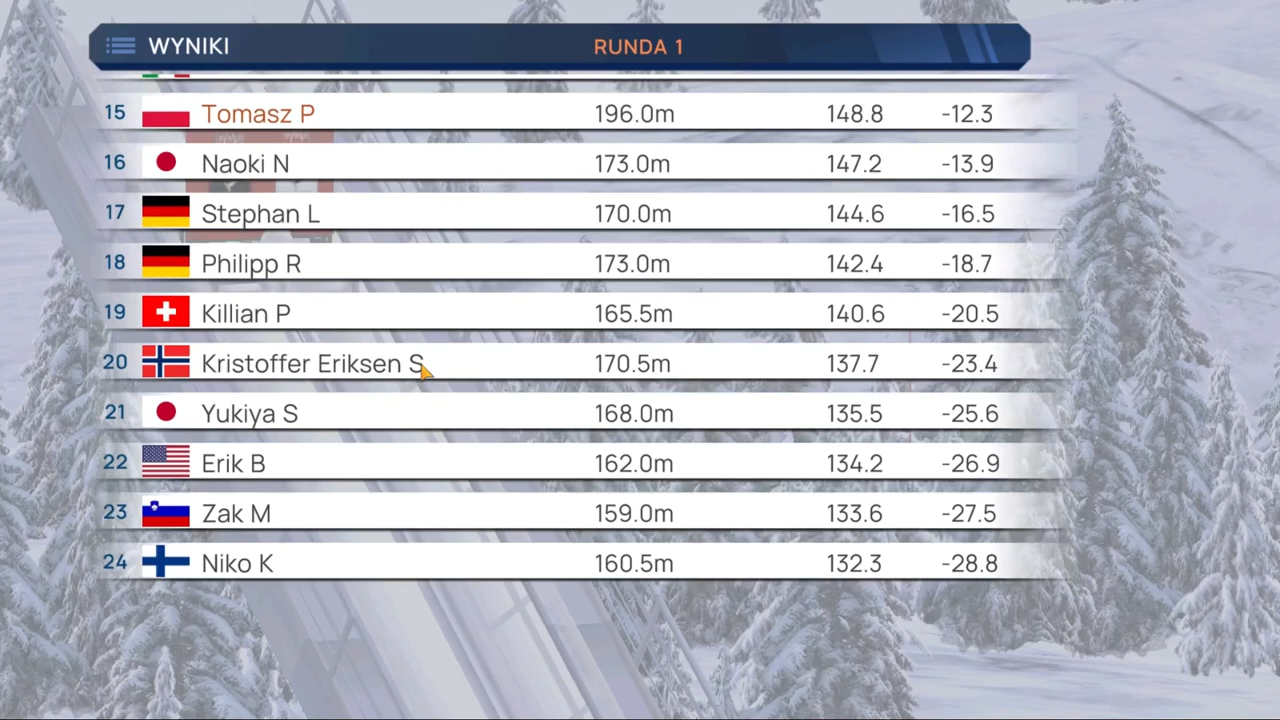 WYNIKI RUNDA 1
15 Tomasz P 196.0m 148.8 -12.3
16 Naoki N 173.0m 147.2 -13.9
17 Stephan L 170.0m 144.6 -16.5
18 Philipp R 173.0m 142.4 -18.7
19 Killian P 165.5m 140.6 -20.5
20 Kristoffer Eriksen S 170.5m 137.7 -23.4
21 Yukiya S 168.0m 135.5 -25.6
22 Erik B 162.0m 134.2 -26.9
23 Zak M 159.0m 133.6 -27.5
24 Niko K 160.5m 132.3 -28.8